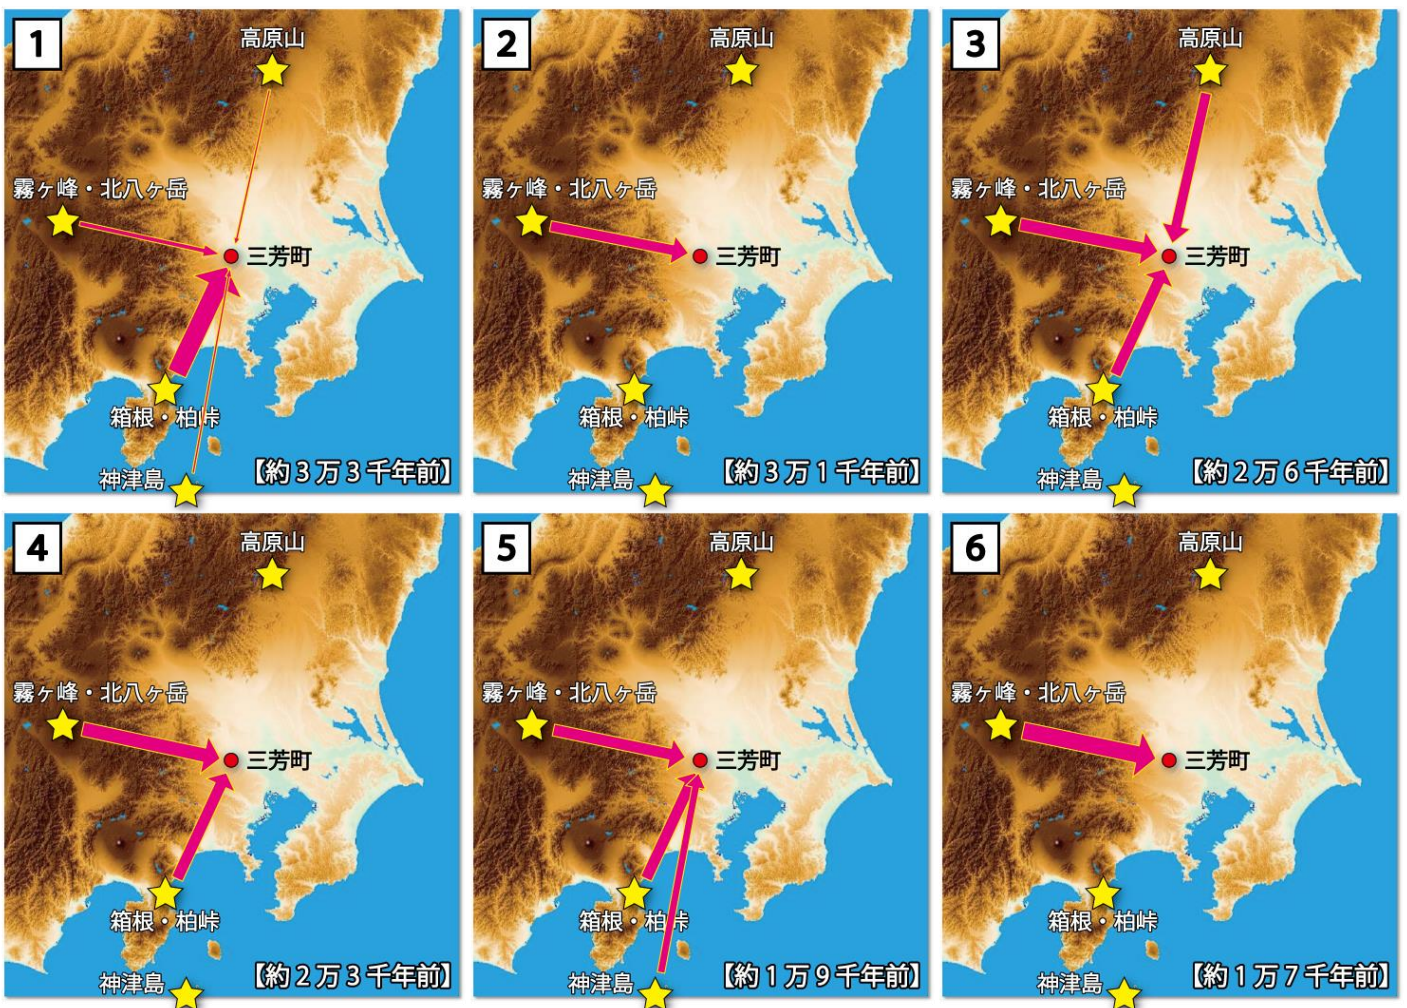 1
高原山
霧ヶ峰・北八ヶ岳
三芳町
箱根・柏峠
神津島
【約3万3千年前】
2
高原山
霧ヶ峰・北八ヶ岳
三芳町
箱根・柏峠
神津島
【約3万1千年前】
3
高原山
霧ヶ峰・北八ヶ岳
三芳町
箱根・柏峠
神津島
【約2万6千年前】
4
高原山
霧ヶ峰・北八ヶ岳
三芳町
箱根・柏峠
神津島
【約2万3千年前】
5
高原山
霧ヶ峰・北八ヶ岳
三芳町
箱根・柏峠
神津島
【約1万9千年前】
6
高原山
霧ヶ峰・北八ヶ岳
三芳町
箱根・柏峠
神津島
【約1万7千年前】